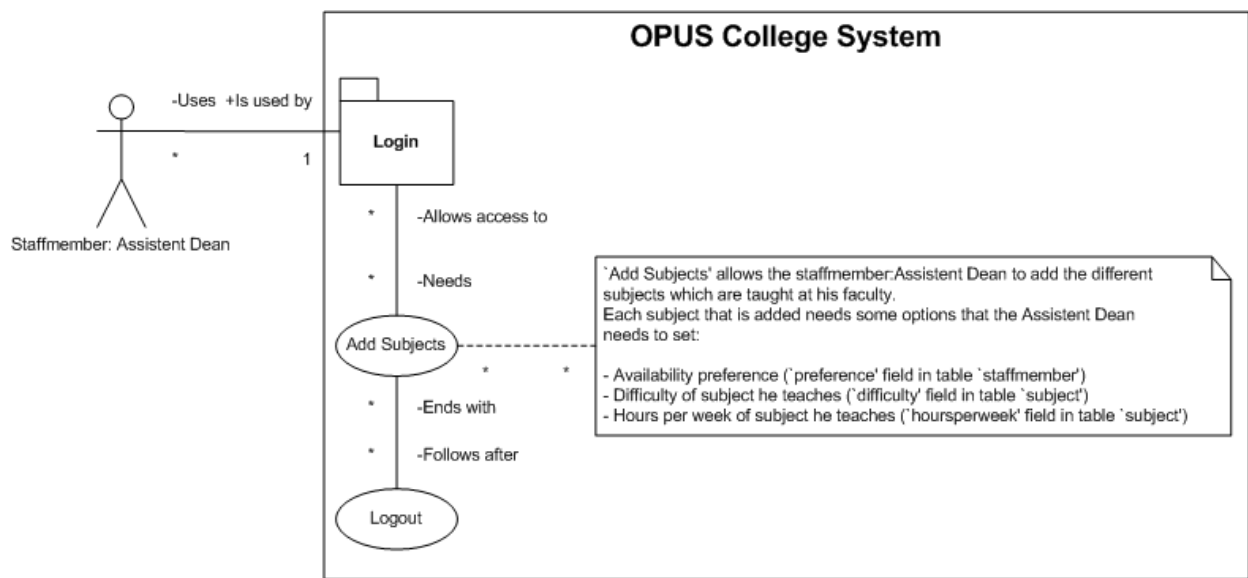 OPUS College System
-Uses +Is used by
Login
* 1
Staffmember: Assistent Dean
* -Allows access to
* -Needs
Add Subjects
* *
`Add Subjects' allows the staffmember:Assistent Dean to add the different
subjects which are taught at his faculty.
Each subject that is added needs some options that the Assistent Dean
needs to set:
- Availability preference (`preference' field in table `staffmember')
- Difficulty of subject he teaches (`difficulty' field in table `subject')
- Hours per week of subject he teaches (`hoursperweek' field in table `subject')
* -Ends with
* -Follows after
Logout